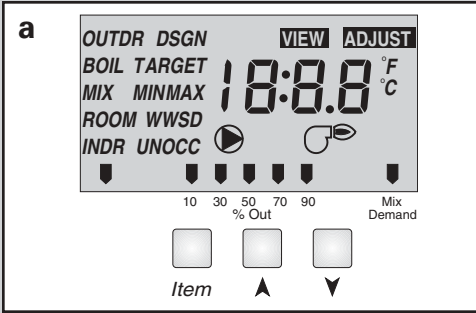 a
OUTDR DSGN VIEW ADJUST
BOIL TARGET 18:8.8 °F
MIX MINMAX °C
ROOM WWSD
INDR UNOCC
10 30 50 70 90 Mix
% Out Demand
Item